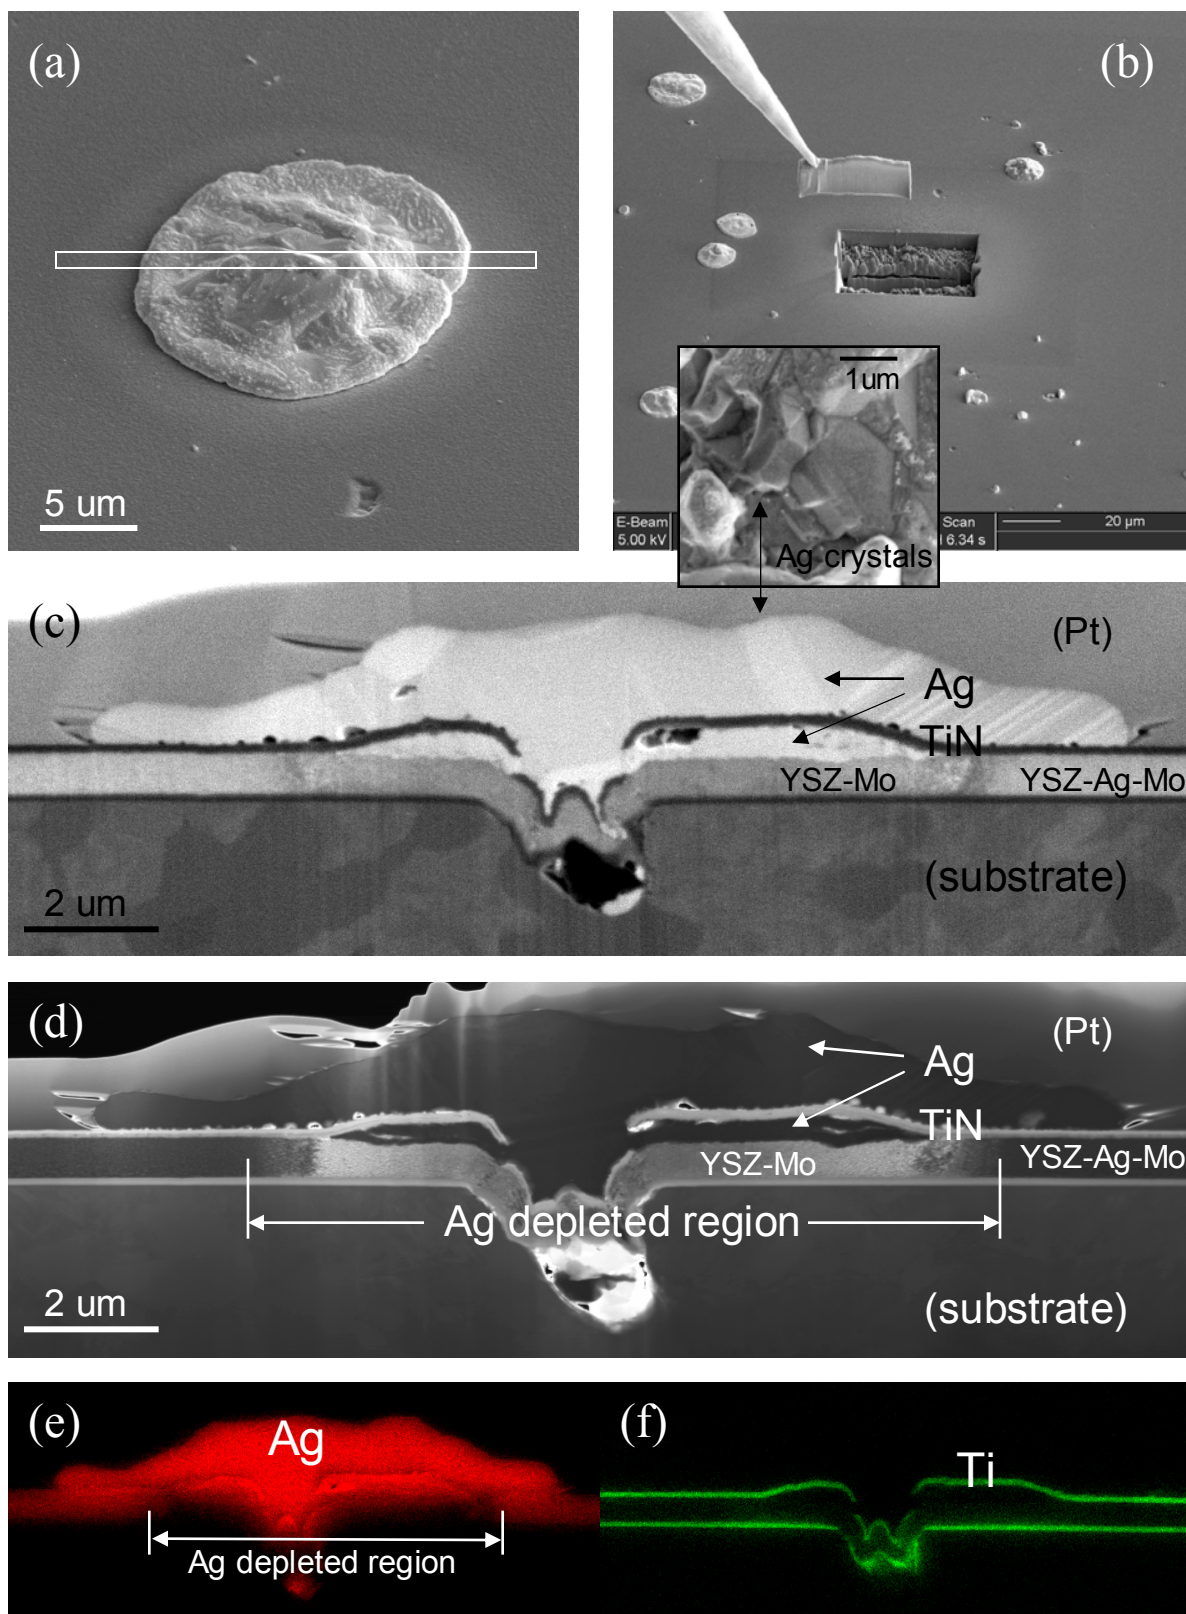 (a)
5 um
(b)
1um
Ag crystals
E-Beam
5.00 kV
Scan
6.34 s
20 µm
(c)
(Pt)
Ag
TiN
YSZ-Mo
YSZ-Ag-Mo
(substrate)
2 um
(d)
(Pt)
Ag
TiN
YSZ-Mo
YSZ-Ag-Mo
Ag depleted region
(substrate)
2 um
(e)
Ag
Ag depleted region
(f)
Ti